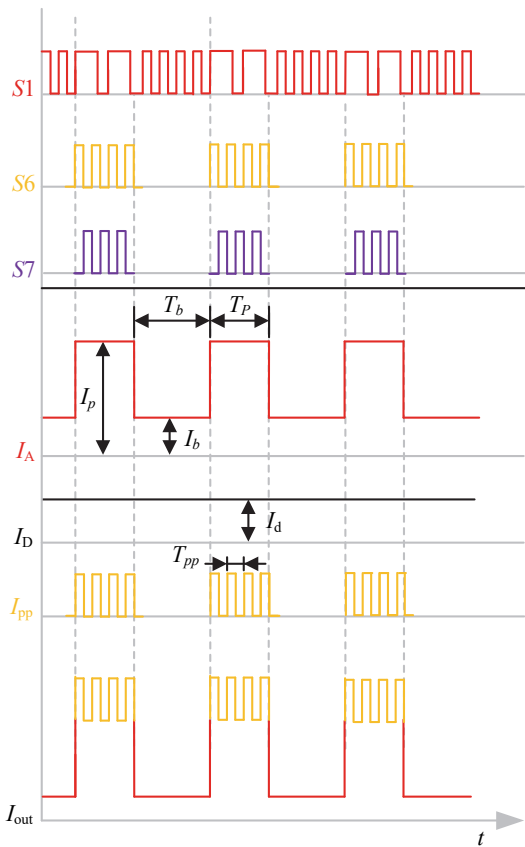 S1
S6
S7
T_b
T_P
I_p
I_b
I_A
I_d
I_D
T_pp
I_pp
I_out
t